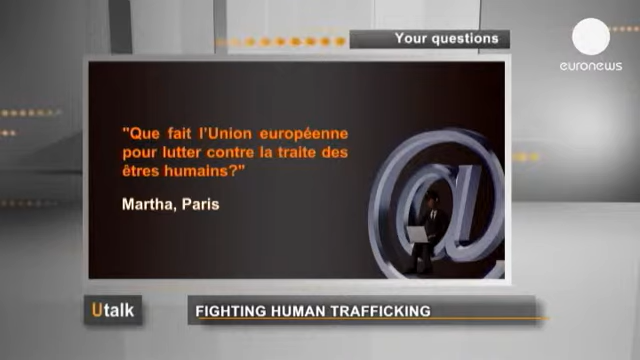 Your questions
euronews
"Que fait l'Union européenne
pour lutter contre la traite des
êtres humains?"
Martha, Paris
@
Utalk
FIGHTING HUMAN TRAFFICKING